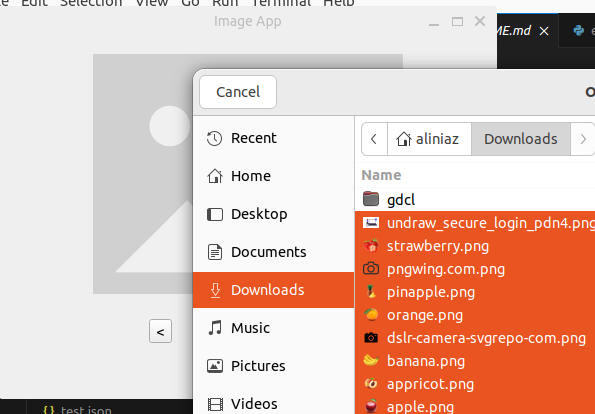 Edit Selection View Go Run Terminal Help
Image App
ME.md
Cancel
Recent
Home
Desktop
Documents
Downloads
Music
Pictures
Videos
aliniaz Downloads
Name
gdcl
undraw_secure_login_pdn4.png
strawberry.png
pngwing.com.png
pinapple.png
orange.png
dslr-camera-svgrepo-com.png
banana.png
appricot.png
apple.png
<
{} test.json